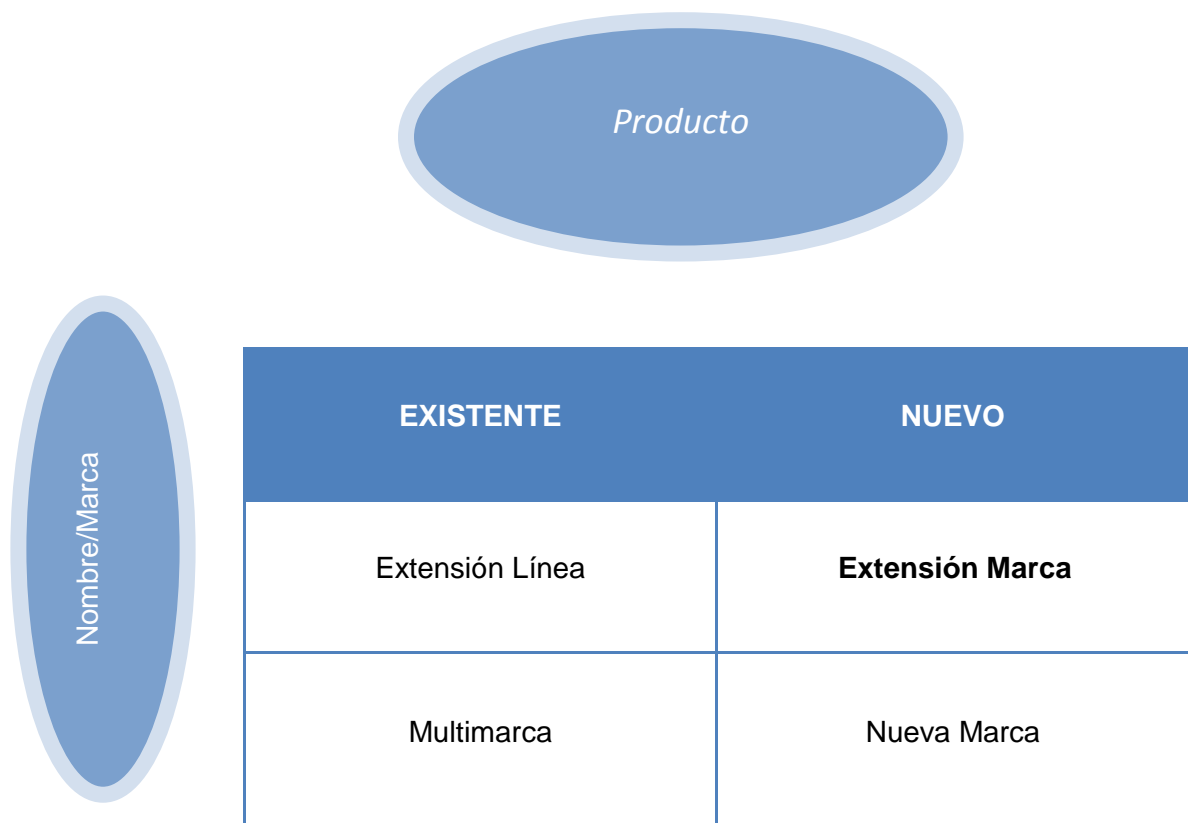 Producto
Nombre/Marca
EXISTENTE NUEVO
Extensión Línea Extensión Marca
Multimarca Nueva Marca